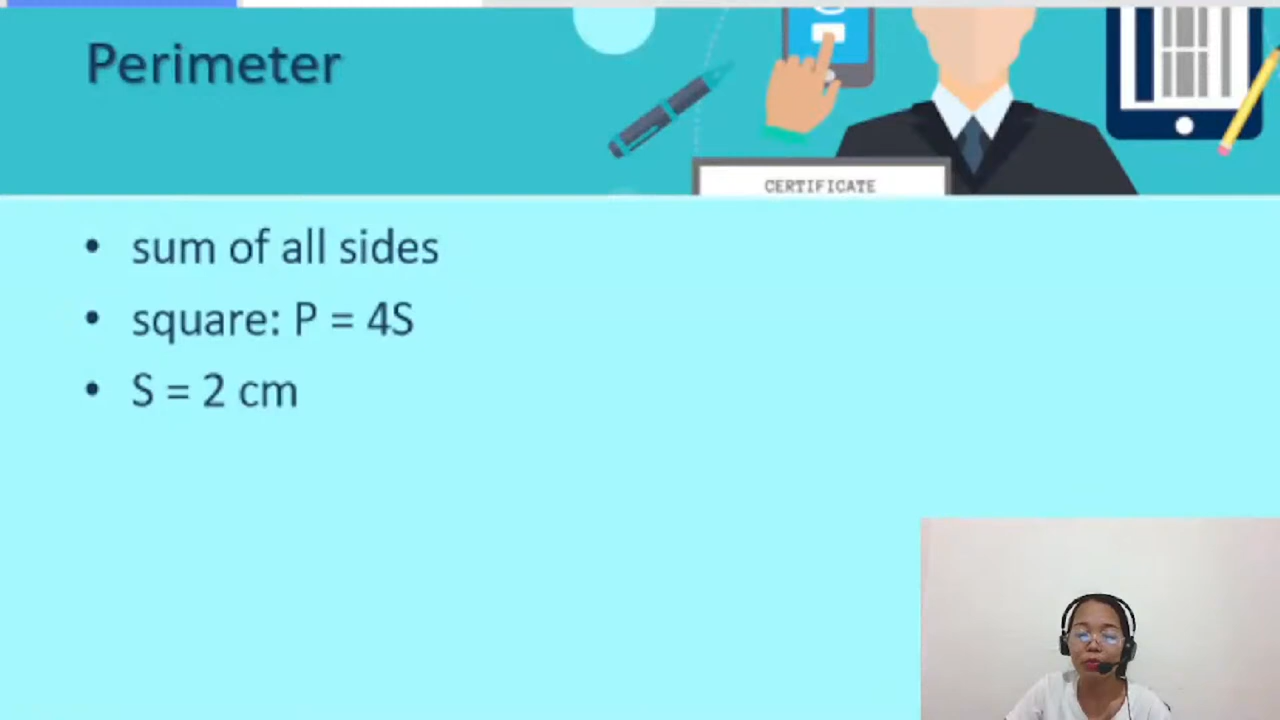 Perimeter
CERTIFICATE
• sum of all sides
• square: P = 4S
• S = 2 cm